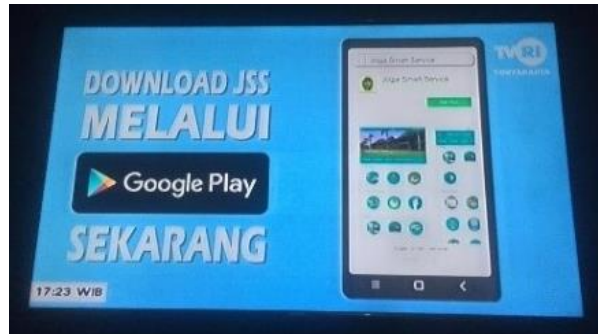 DOWNLOAD JSS
MELALUI
Google Play
SEKARANG
17:23 WIB
Jogja Smart Service
Jogja Smart Service
TVRI
YOGYAKARTA